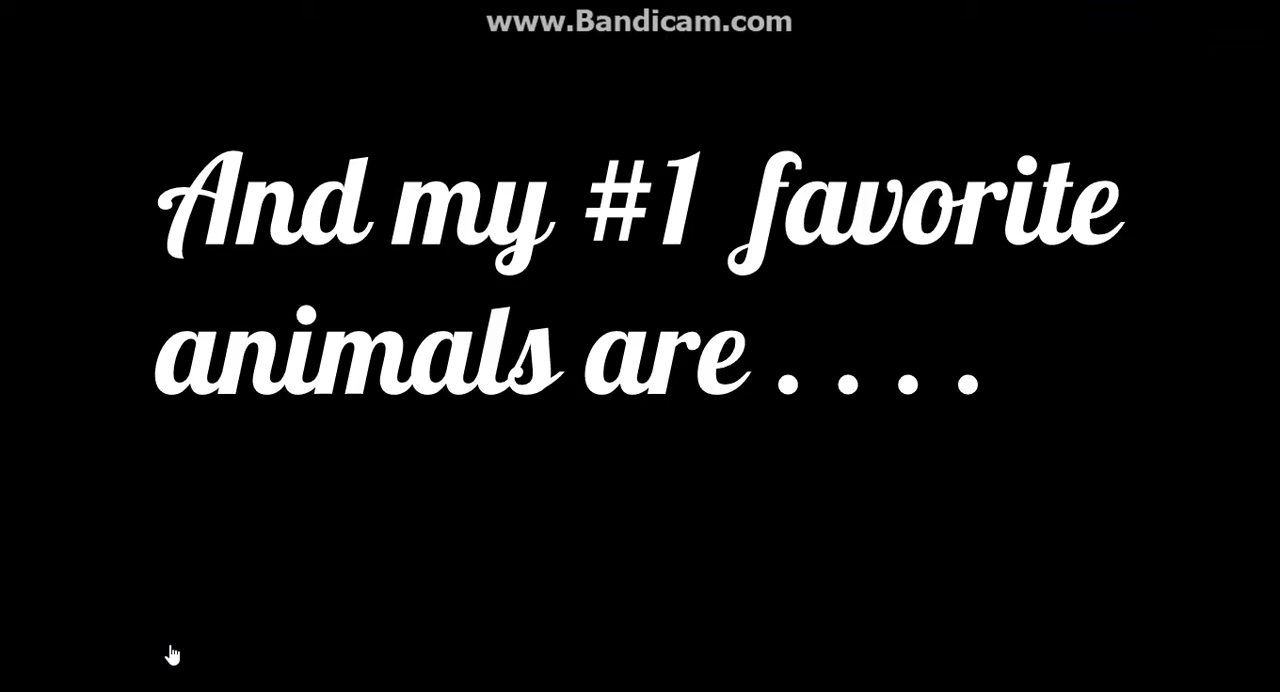 www.Bandicam.com
And my #1 favorite
animals are . . . .